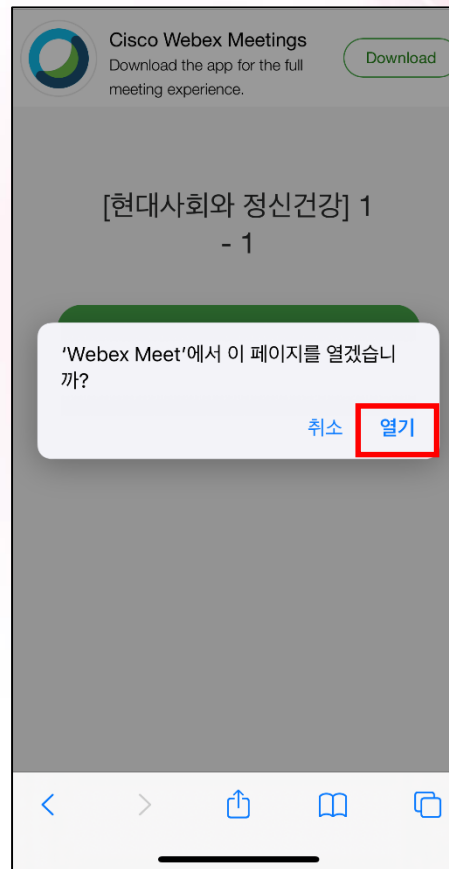 Cisco Webex Meetings
Download the app for the full
meeting experience.
Download
[현대사회와 정신건강] 1
- 1
'Webex Meet'에서 이 페이지를 열겠습니
까?
취소
열기